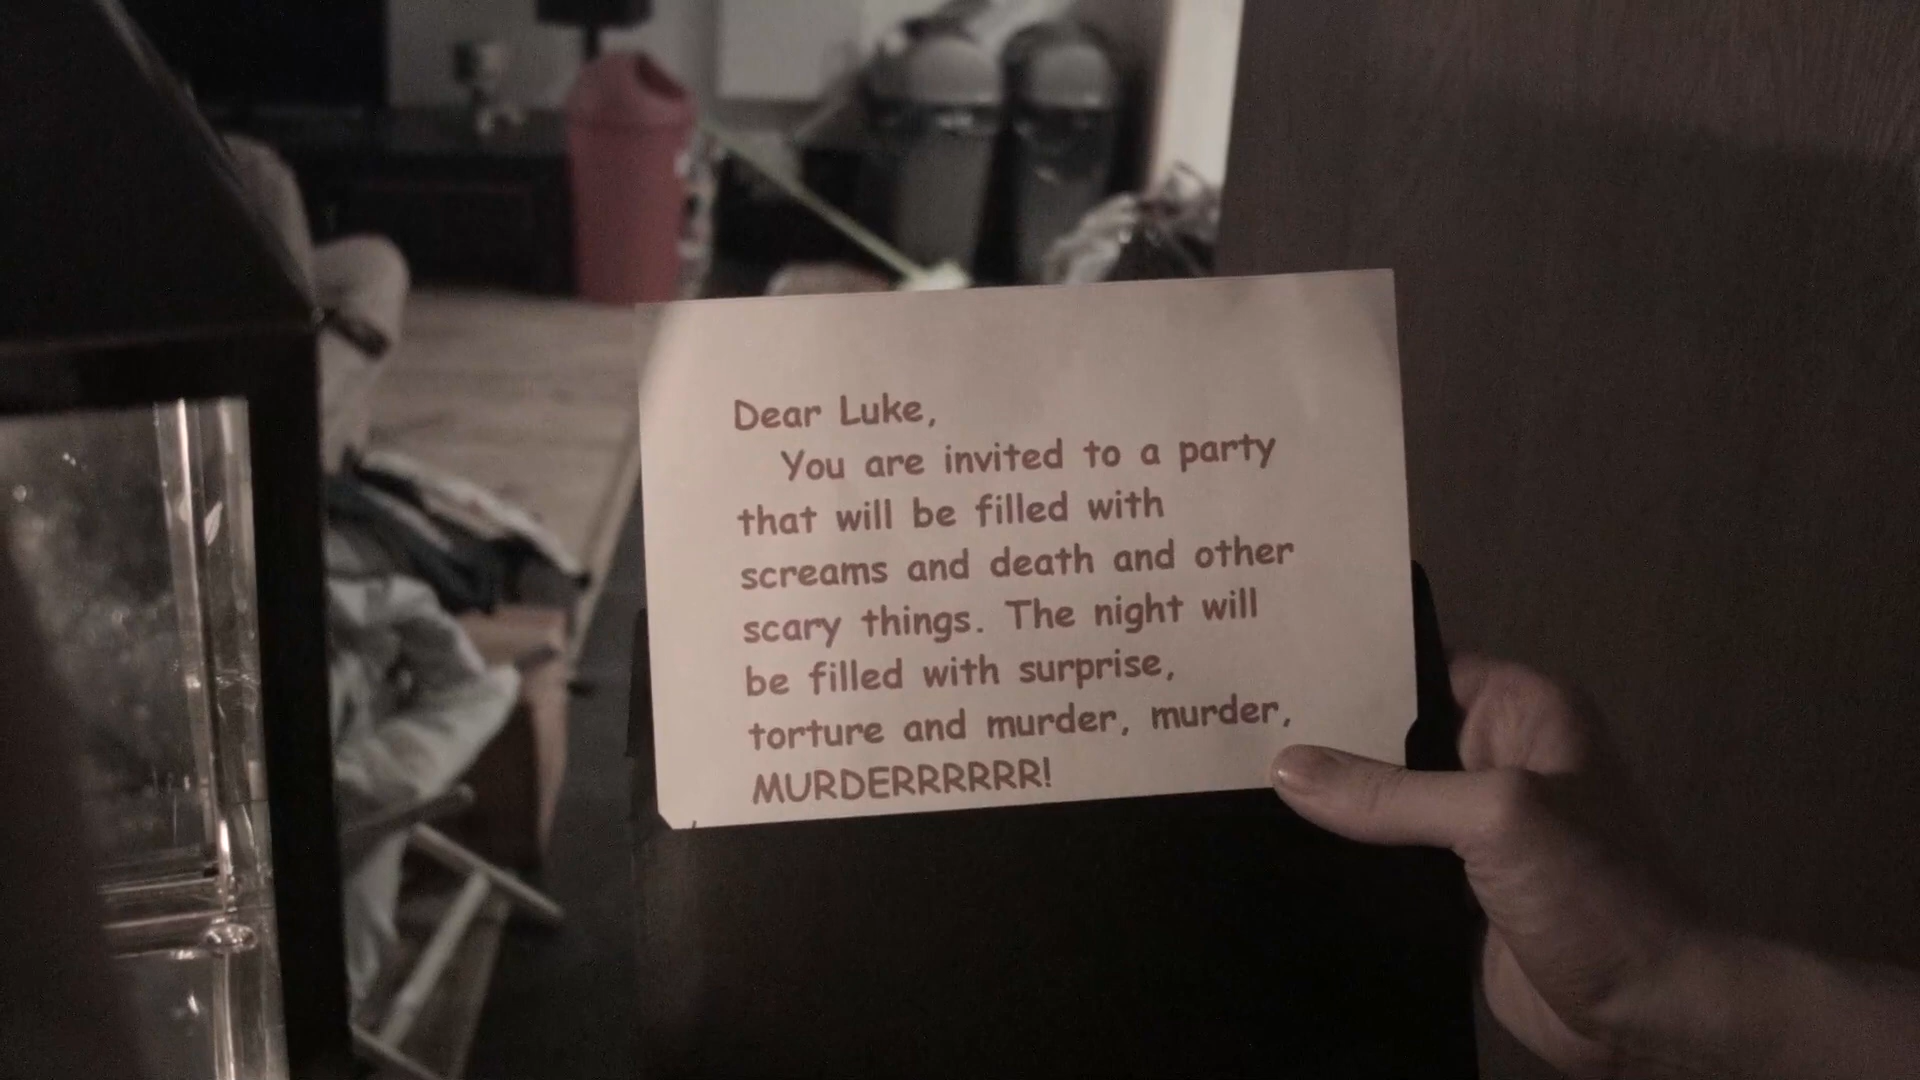 Dear Luke,
You are invited to a party
that will be filled with
screams and death and other
scary things. The night will
be filled with surprise,
torture and murder, murder,
MURDERRRRRR!